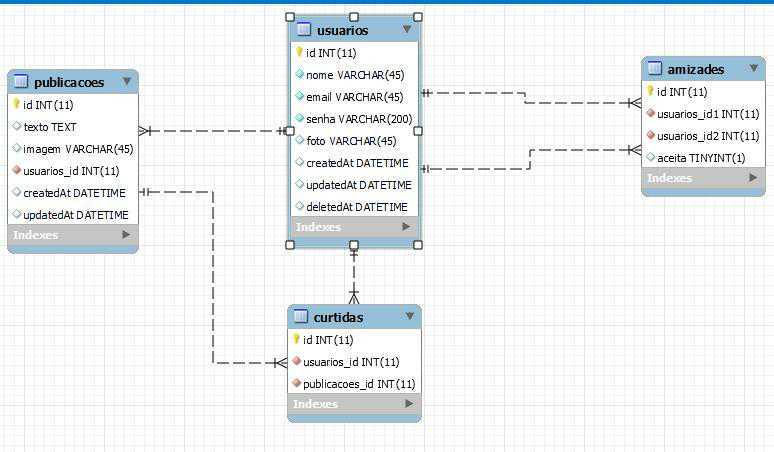 publicacoes
id INT(11)
texto TEXT
imagem VARCHAR(45)
usuarios_id INT(11)
createdAt DATETIME
updatedAt DATETIME
usuarios
id INT(11)
nome VARCHAR(45)
email VARCHAR(45)
senha VARCHAR(200)
foto VARCHAR(45)
createdAt DATETIME
updatedAt DATETIME
deletedAt DATETIME
Indexes
curtidas
id INT(11)
usuarios_id INT(11)
publicacoes_id INT(11)
Indexes
amizades
id INT(11)
usuarios_id1 INT(11)
usuarios_id2 INT(11)
aceita TINYINT(1)
Indexes